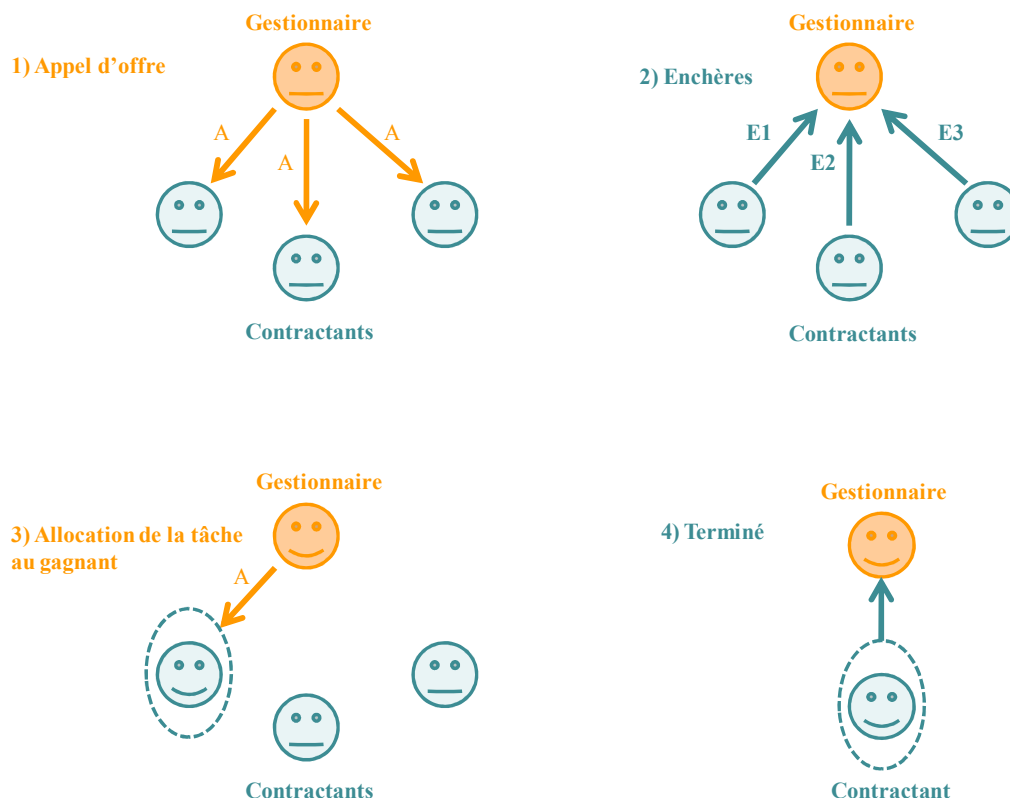 Gestionnaire
1) Appel d'offre
A
A
A
Contractants
Gestionnaire
2) Enchères
E1
E2
E3
Contractants
Gestionnaire
3) Allocation de la tâche
au gagnant
A
Contractants
Gestionnaire
4) Terminé
Contractant